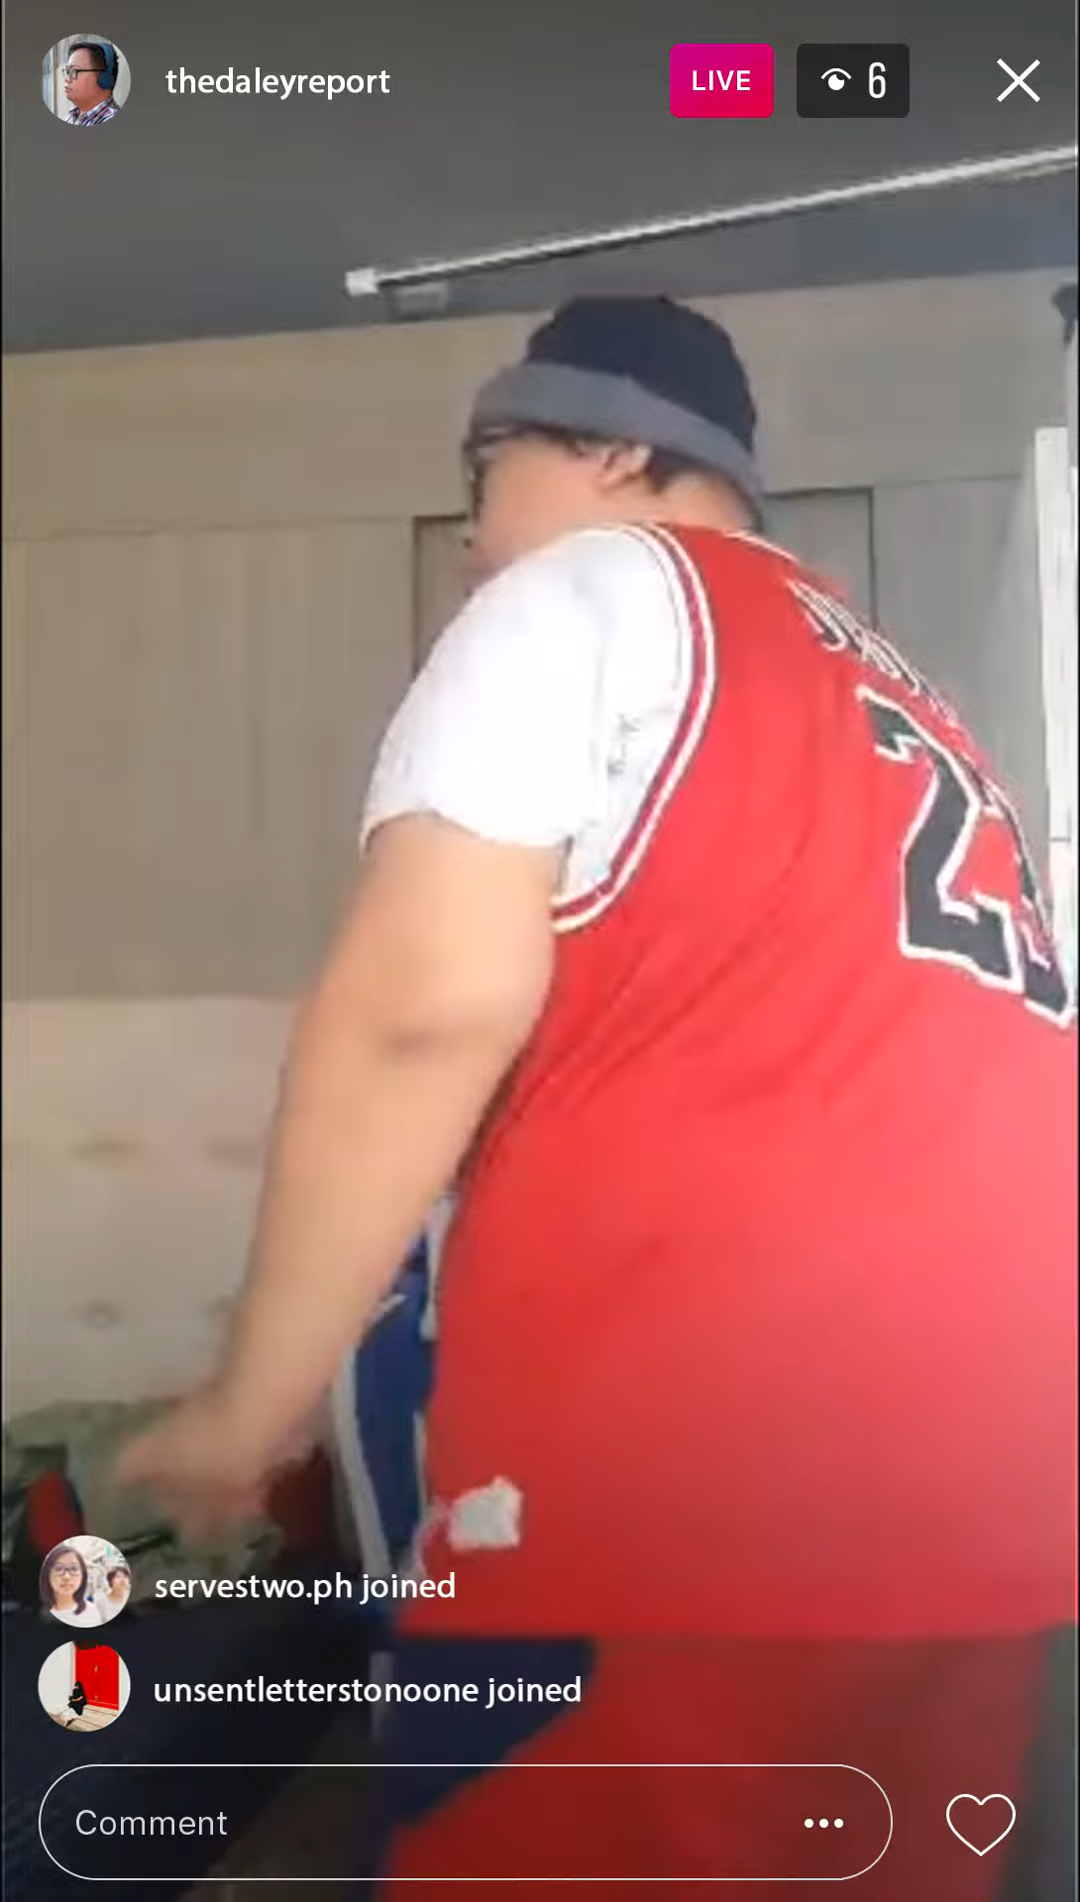 thedaleyreport
LIVE
6
servestwo.ph joined
unsentletterstonoone joined
Comment